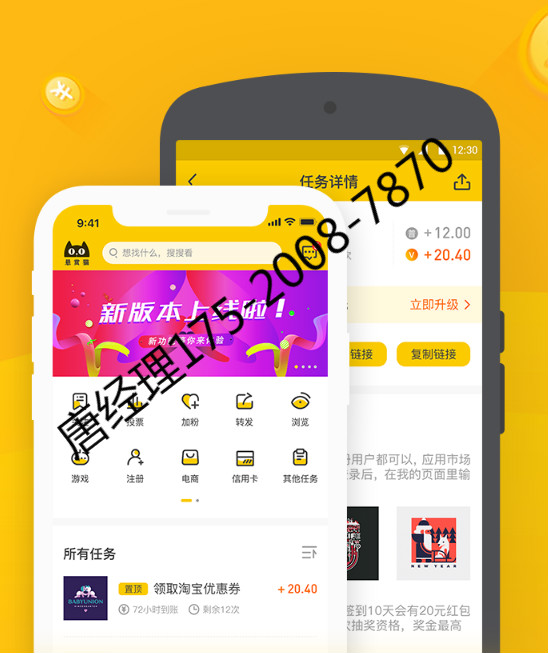 12:30
任务详情
+12.00
V +20.40
立即升级
链接
复制链接
9:41
悬赏猫
想找什么，搜搜看
新版本上线啦！
新功
你来体验
投票
加粉
转发
浏览
游戏
注册
电商
信用卡
其他任务
册用户都可以，应用市场
录后，在我的页面里输
NEW YEAR
所有任务
置顶 领取淘宝优惠券 +20.40
72小时到账 剩余12次
BABYUNION
签到10天会有20元红包
次抽奖资格，奖金最高
唐经理175-2008-7870